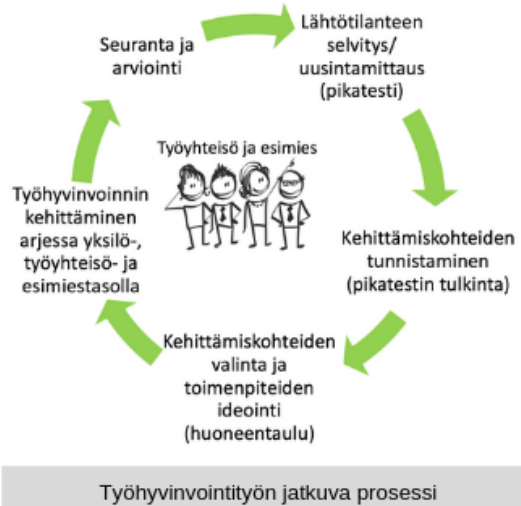 Seuranta ja
arviointi
Lähtötilanteen
selvitys/
uusintamittaus
(pikatesti)
Työyhteisö ja esimies
Työhyvinvoinnin
kehittäminen
arjessa yksilö-,
työyhteisö- ja
esimiestasolla
Kehittämiskohteiden
tunnistaminen
(pikatestin tulkinta)
Kehittämiskohteiden
valinta ja
toimenpiteiden
ideointi
(huoneentaulu)
Työhyvinvointityön jatkuva prosessi